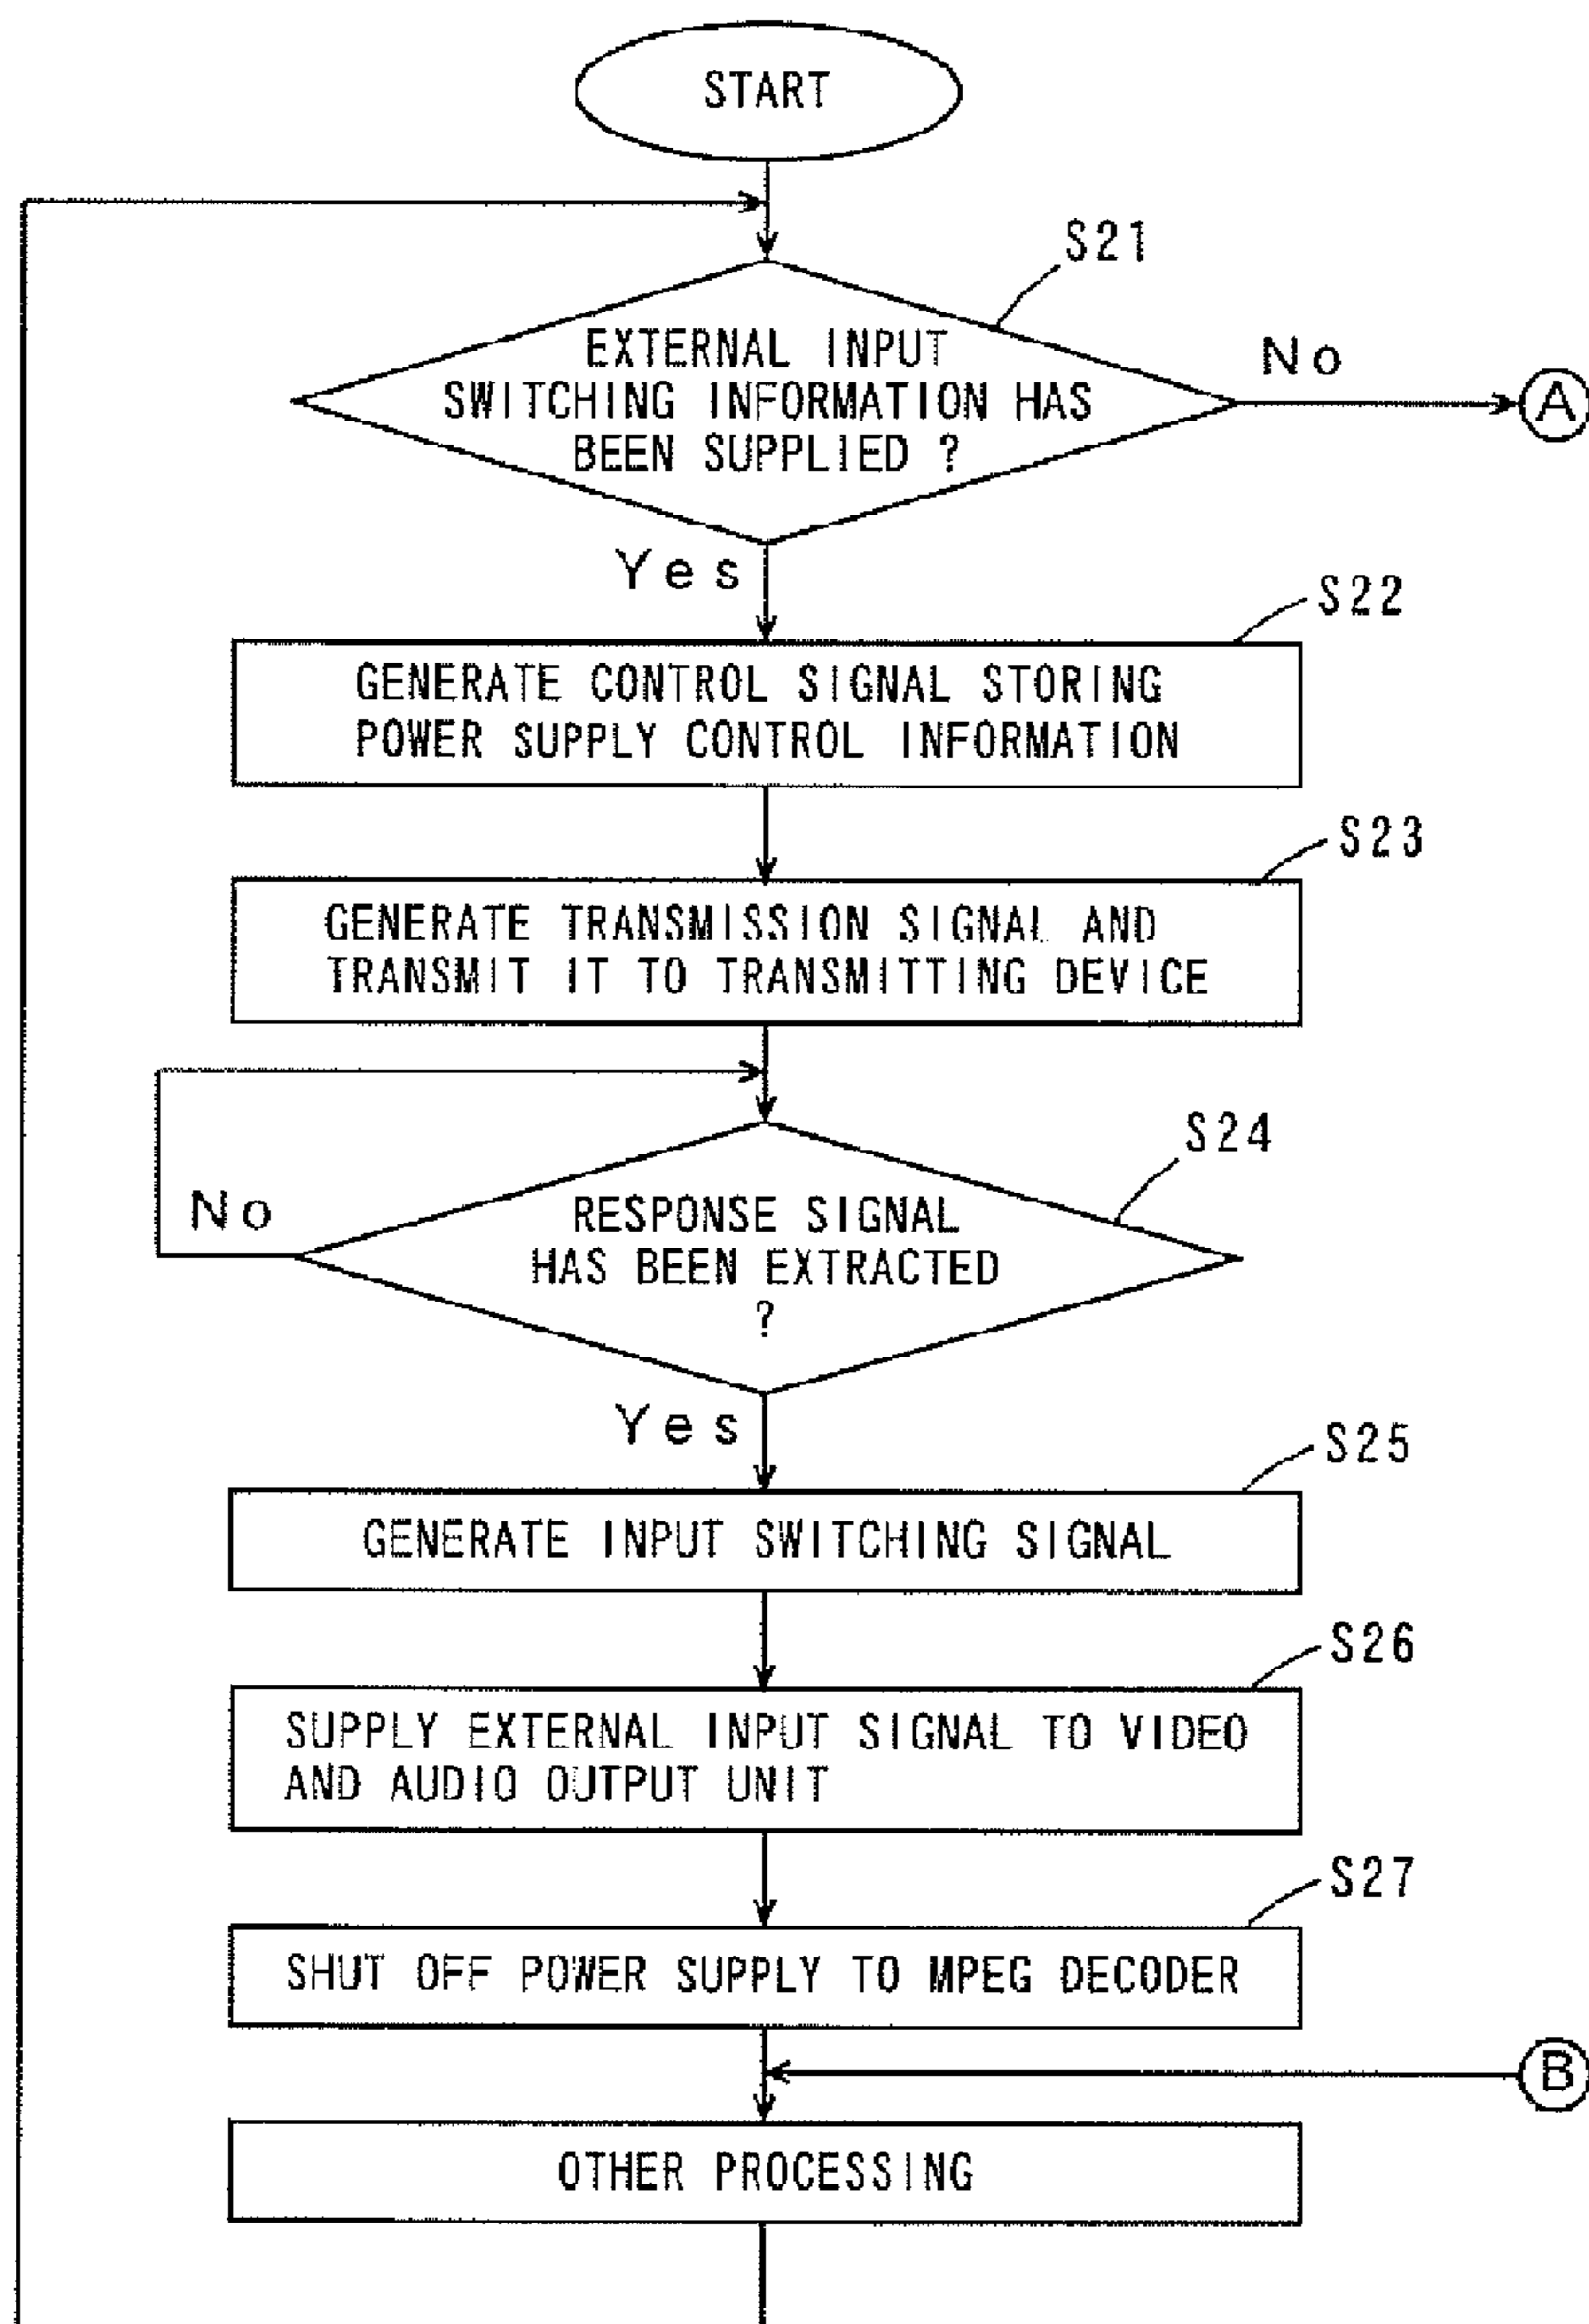 START
S21
EXTERNAL INPUT
SWITCHING INFORMATION HAS
BEEN SUPPLIED ?
No
A
Yes
S22
GENERATE CONTROL SIGNAL STORING
POWER SUPPLY CONTROL INFORMATION
S23
GENERATE TRANSMISSION SIGNAL AND
TRANSMIT IT TO TRANSMITTING DEVICE
S24
No
RESPONSE SIGNAL
HAS BEEN EXTRACTED
?
Yes
S25
GENERATE INPUT SWITCHING SIGNAL
S26
SUPPLY EXTERNAL INPUT SIGNAL TO VIDEO
AND AUDIO OUTPUT UNIT
S27
SHUT OFF POWER SUPPLY TO MPEG DECODER
B
OTHER PROCESSING